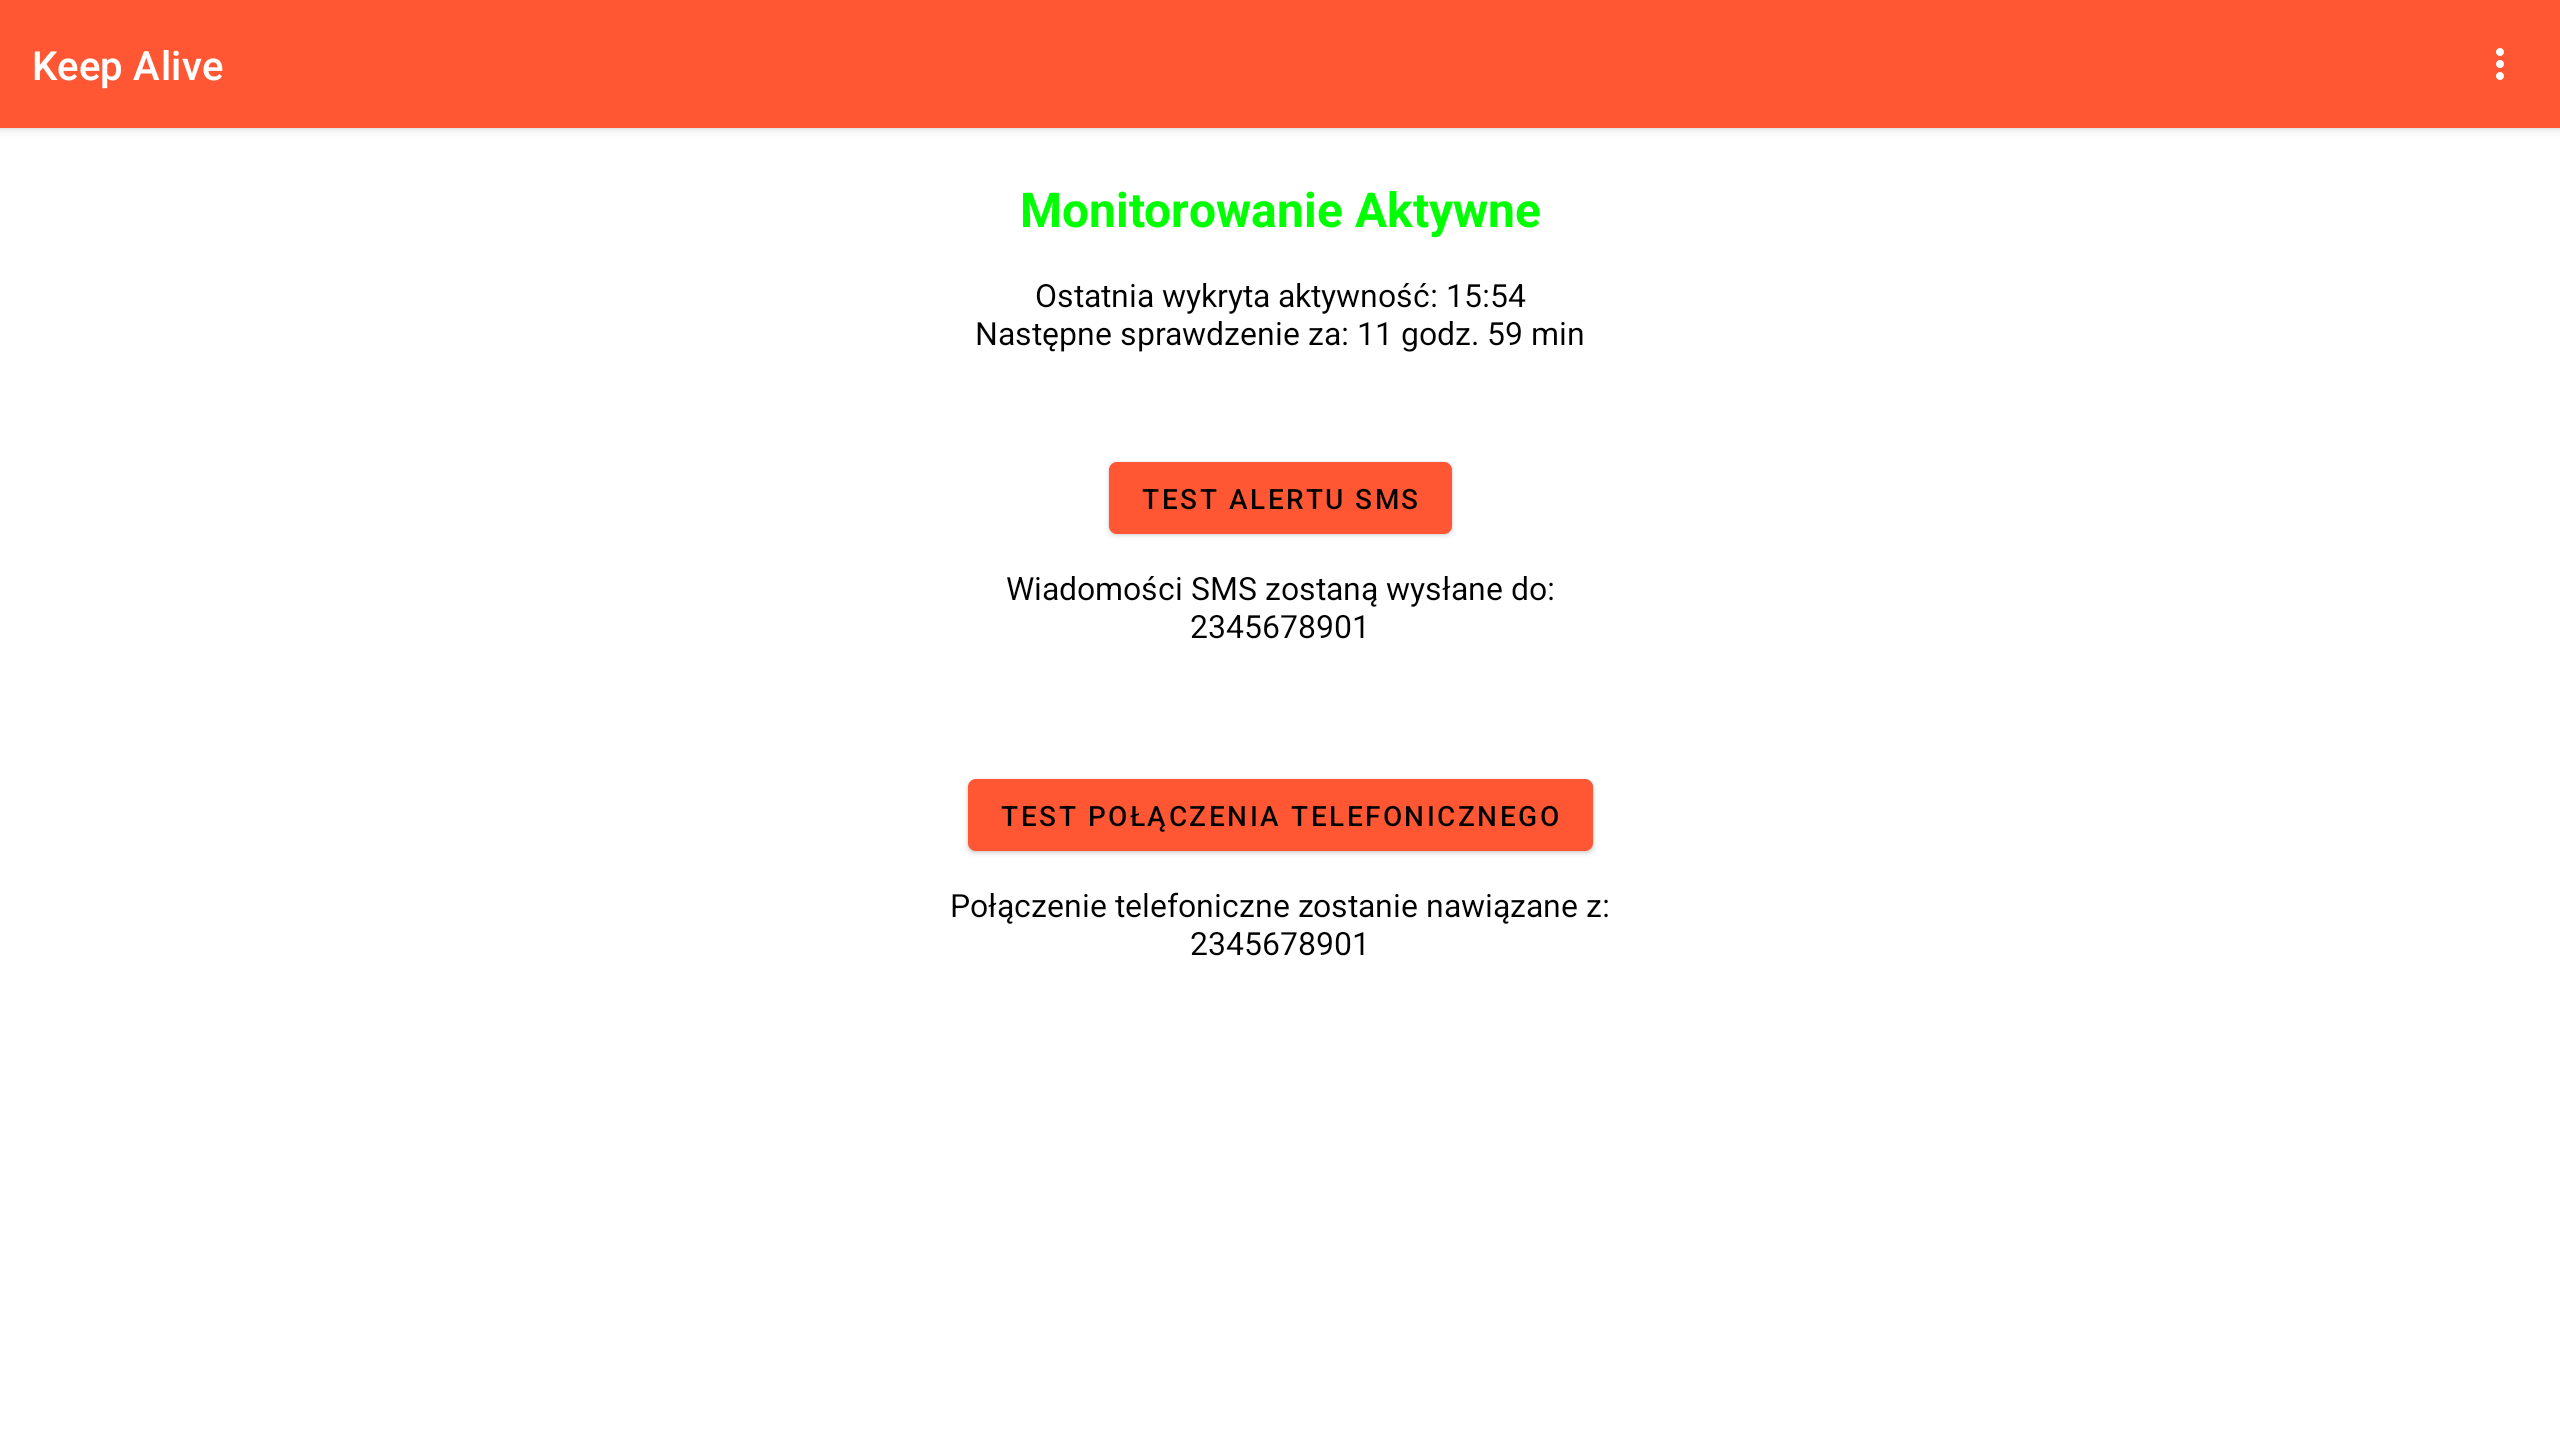 Keep Alive
Monitorowanie Aktywne
Ostatnia wykryta aktywność: 15:54
Następne sprawdzenie za: 11 godz. 59 min
TEST ALERTU SMS
Wiadomości SMS zostaną wysłane do:
2345678901
TEST POŁĄCZENIA TELEFONICZNEGO
Połączenie telefoniczne zostanie nawiązane z:
2345678901